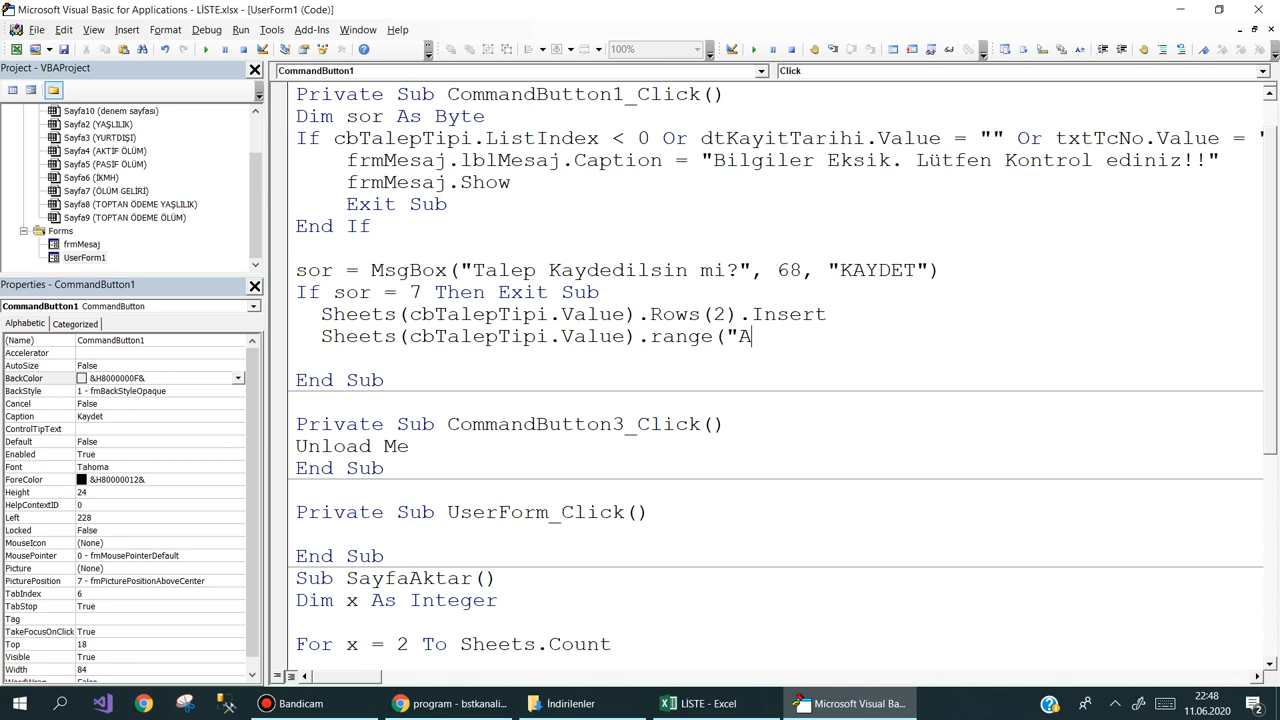 Microsoft Visual Basic for Applications - LİSTE.xlsx - [UserForm1 (Code)]
File Edit View Insert Format Debug Run Tools Add-Ins Window Help
100%
Project - VBAProject
Sayfa10 (denem sayfası)
Sayfa2 (YAŞLILIK)
Sayfa3 (YURTDIŞI)
Sayfa4 (AKTİF ÖLÜM)
Sayfa5 (PASIF ÖLÜM)
Sayfa6 (İKMH)
Sayfa7 (ÖLÜM GELİRİ)
Sayfa8 (TOPTAN ÖDEME YAŞLILIK)
Sayfa9 (TOPTAN ÖDEME ÖLÜM)
Forms
frmMesaj
UserForm1
Properties - CommandButton1
CommandButton1 CommandButton
Alphabetic Categorized
(Name) CommandButton1
Accelerator
AutoSize False
BackColor &H8000000F&
BackStyle 1 - fmBackStyleOpaque
Cancel False
Caption Kaydet
ControlTipText
Default False
Enabled True
Font Tahoma
ForeColor &H80000012&
Height 24
HelpContextID 0
Left 228
Locked False
MouseIcon (None)
MousePointer 0 - fmMousePointerDefault
Picture (None)
PicturePosition 7 - fmPicturePositionAboveCenter
TabIndex 6
TabStop True
Tag
TakeFocusOnClick True
Top 18
Visible True
Width 84
WordWrap False
CommandButton1 Click
Private Sub CommandButton1_Click()
Dim sor As Byte
If cbTalepTipi.ListIndex < 0 Or dtKayitTarihi.Value = "" Or txtTcNo.Value = "
frmMesaj.lblMesaj.Caption = "Bilgiler Eksik. Lütfen Kontrol ediniz!!"
frmMesaj.Show
Exit Sub
End If
sor = MsgBox("Talep Kaydedilsin mi?", 68, "KAYDET")
If sor = 7 Then Exit Sub
Sheets(cbTalepTipi.Value).Rows(2).Insert
Sheets(cbTalepTipi.Value).range("A
End Sub
Private Sub CommandButton3_Click()
Unload Me
End Sub
Private Sub UserForm_Click()
End Sub
Sub SayfaAktar()
Dim x As Integer
For x = 2 To Sheets.Count
Bandicam
program - bstkanali...
İndirilenler
LİSTE - Excel
Microsoft Visual Ba...
22:48
11.06.2020
2